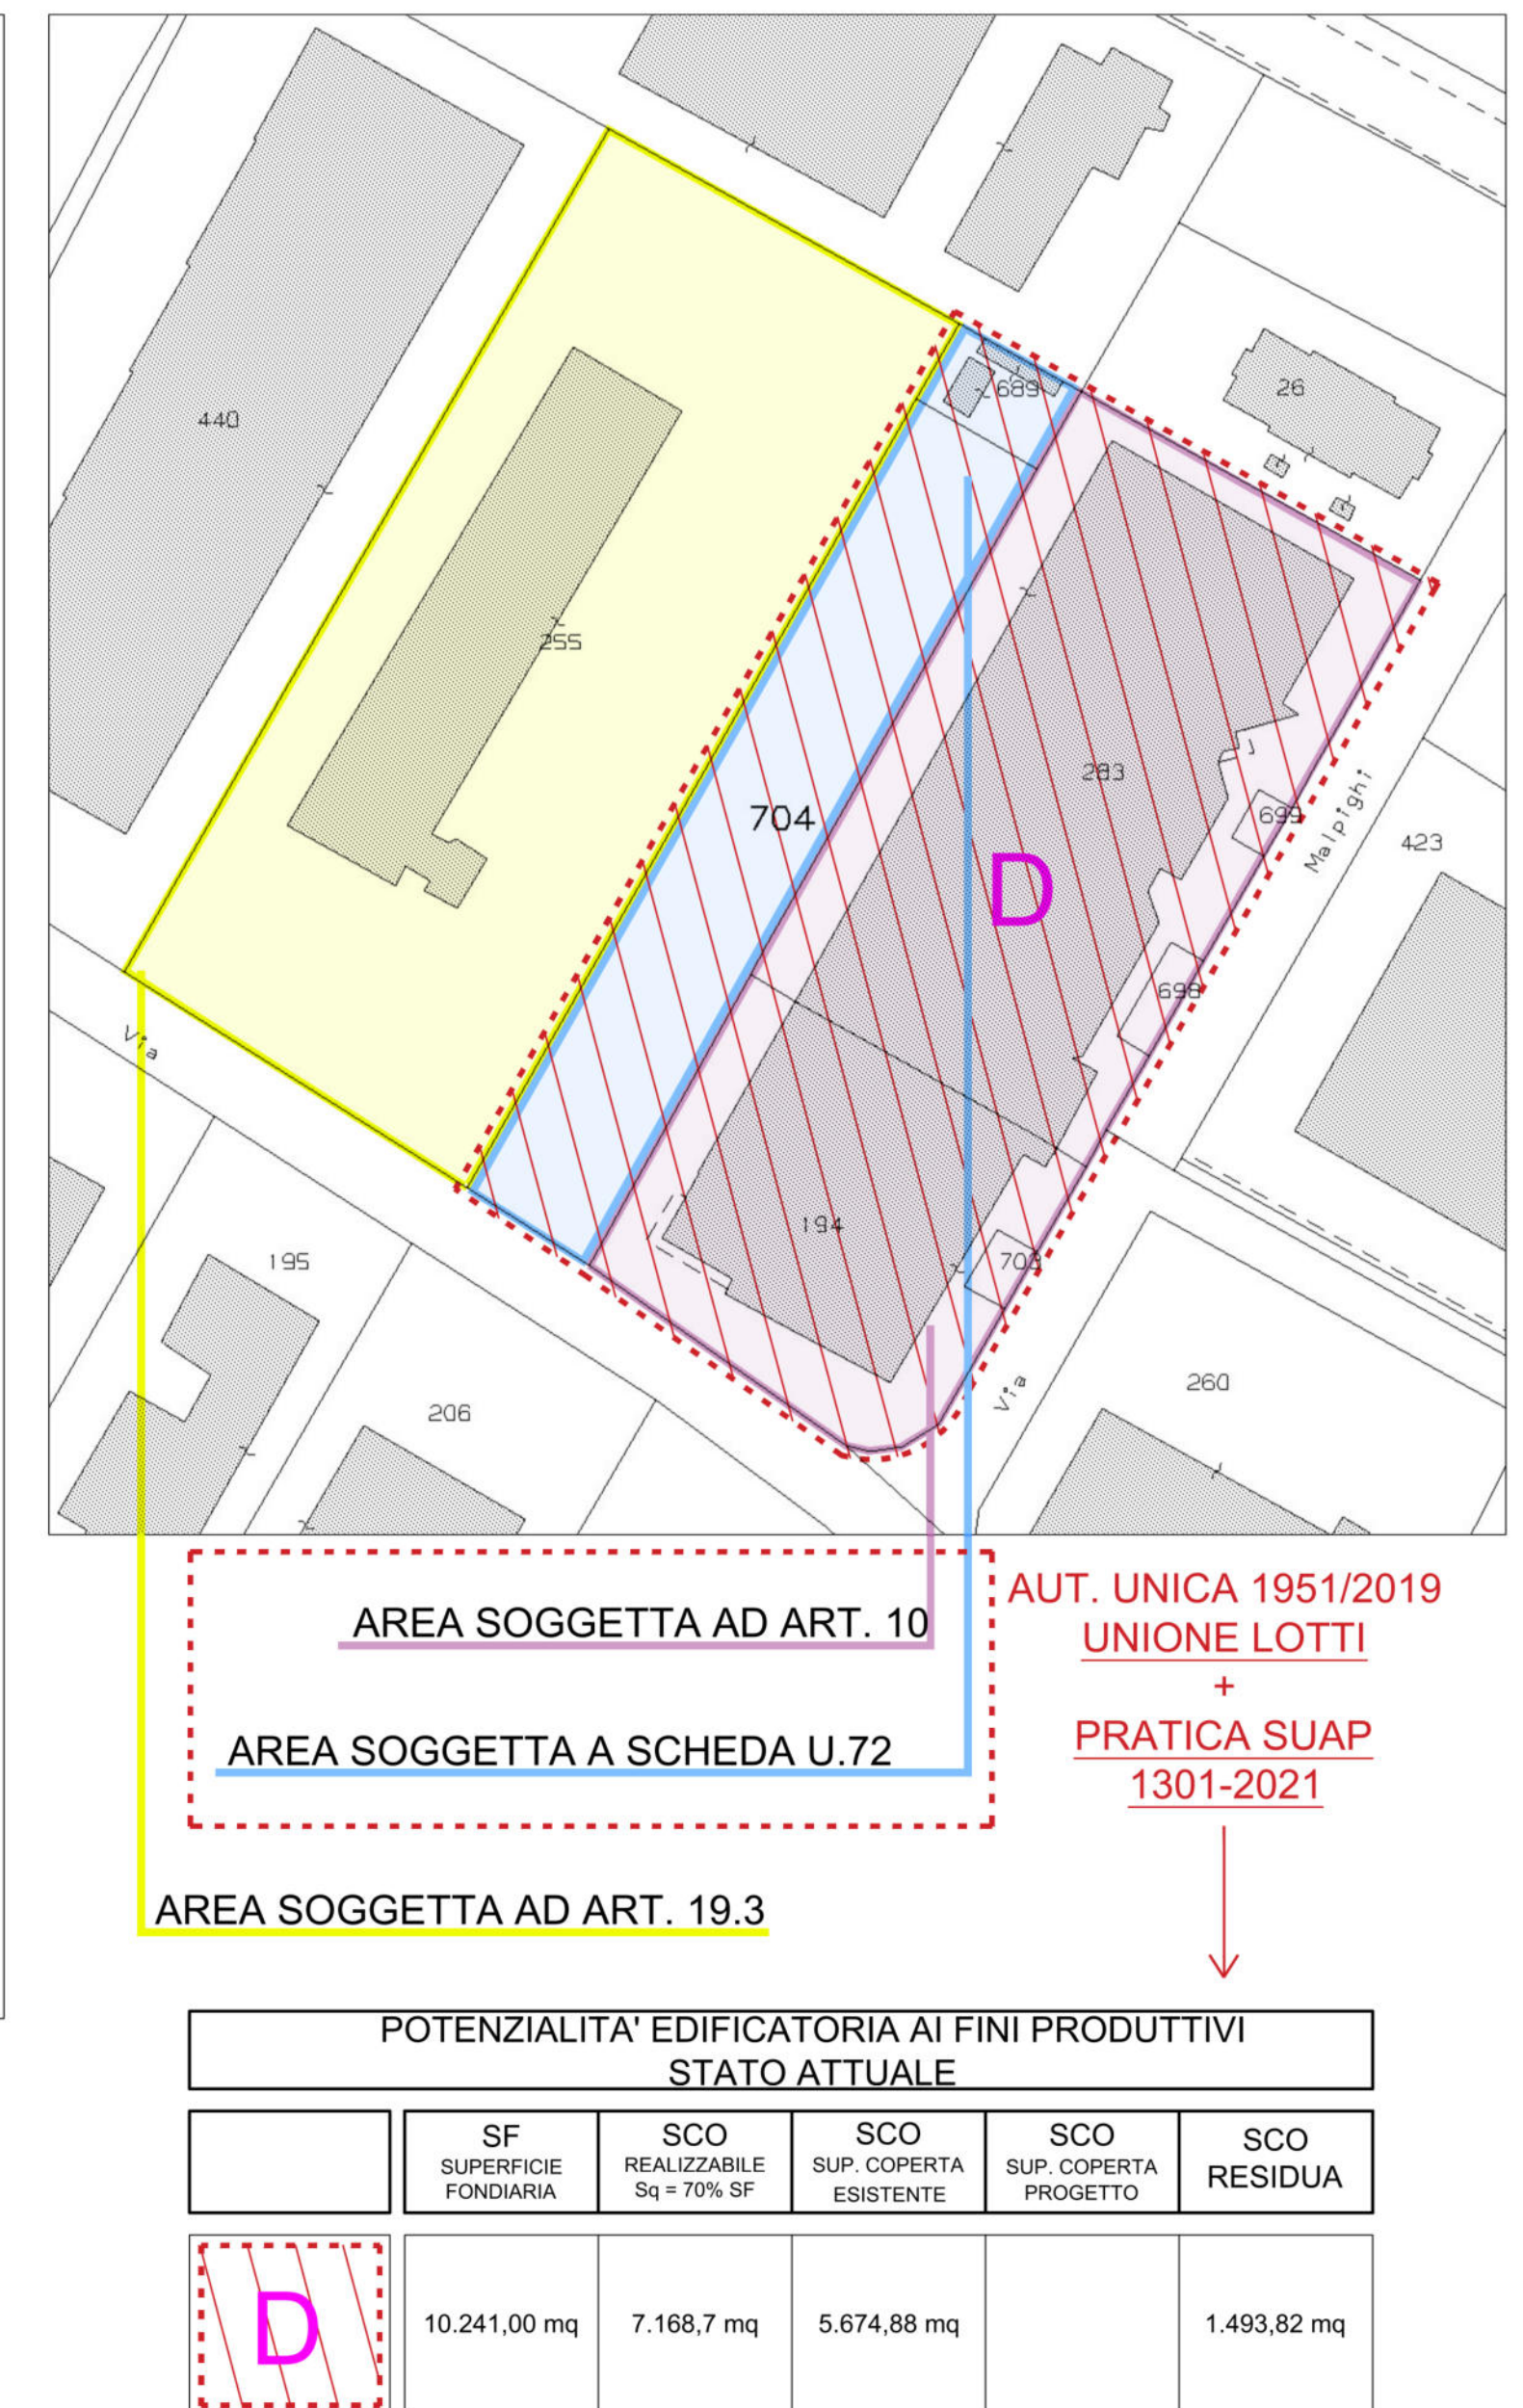 440
255
689
26
704
283
D
699
Malpighi
423
698
Via
194
703
195
206
Via
260
AREA SOGGETTA AD ART. 10
AREA SOGGETTA A SCHEDA U.72
AREA SOGGETTA AD ART. 19.3
AUT. UNICA 1951/2019
UNIONE LOTTI
+
PRATICA SUAP
1301-2021
POTENZIALITA' EDIFICATORIA AI FINI PRODUTTIVI
STATO ATTUALE
SF
SUPERFICIE
FONDIARIA
SCO
REALIZZABILE
Sq = 70% SF
SCO
SUP. COPERTA
ESISTENTE
SCO
SUP. COPERTA
PROGETTO
SCO
RESIDUA
D
10.241,00 mq
7.168,7 mq
5.674,88 mq
1.493,82 mq